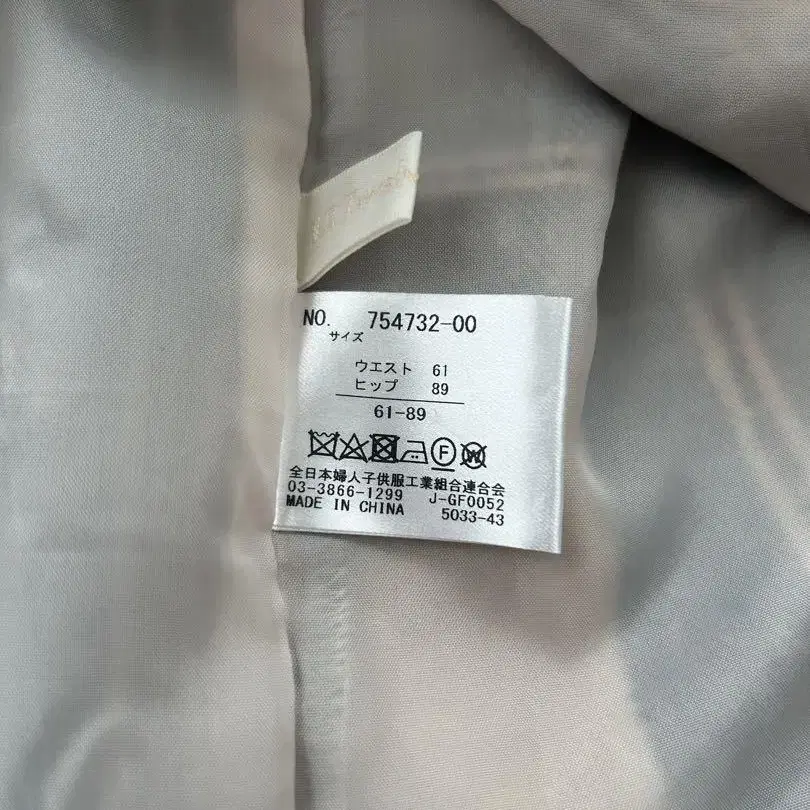 NO. 754732-00
サイズ
ウエスト 61
ヒップ 89
61-89
F W
全日本婦人子供服工業組合連合会
03-3866-1299 J-GF0052
MADE IN CHINA 5033-43